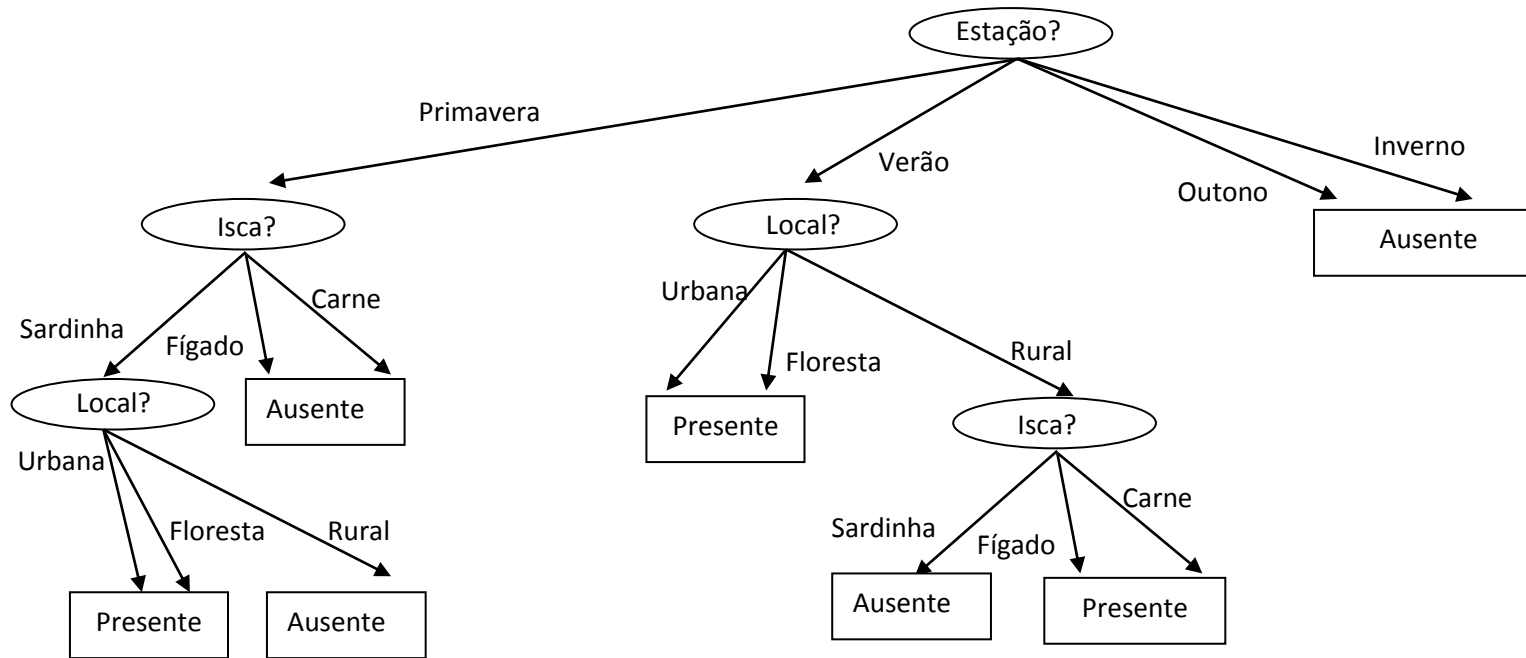 Estação?
Primavera
Verão
Inverno
Outono
Isca?
Local?
Ausente
Sardinha
Fígado
Carne
Urbana
Floresta
Rural
Local?
Ausente
Presente
Isca?
Urbana
Floresta
Rural
Sardinha
Fígado
Carne
Presente
Ausente
Ausente
Presente